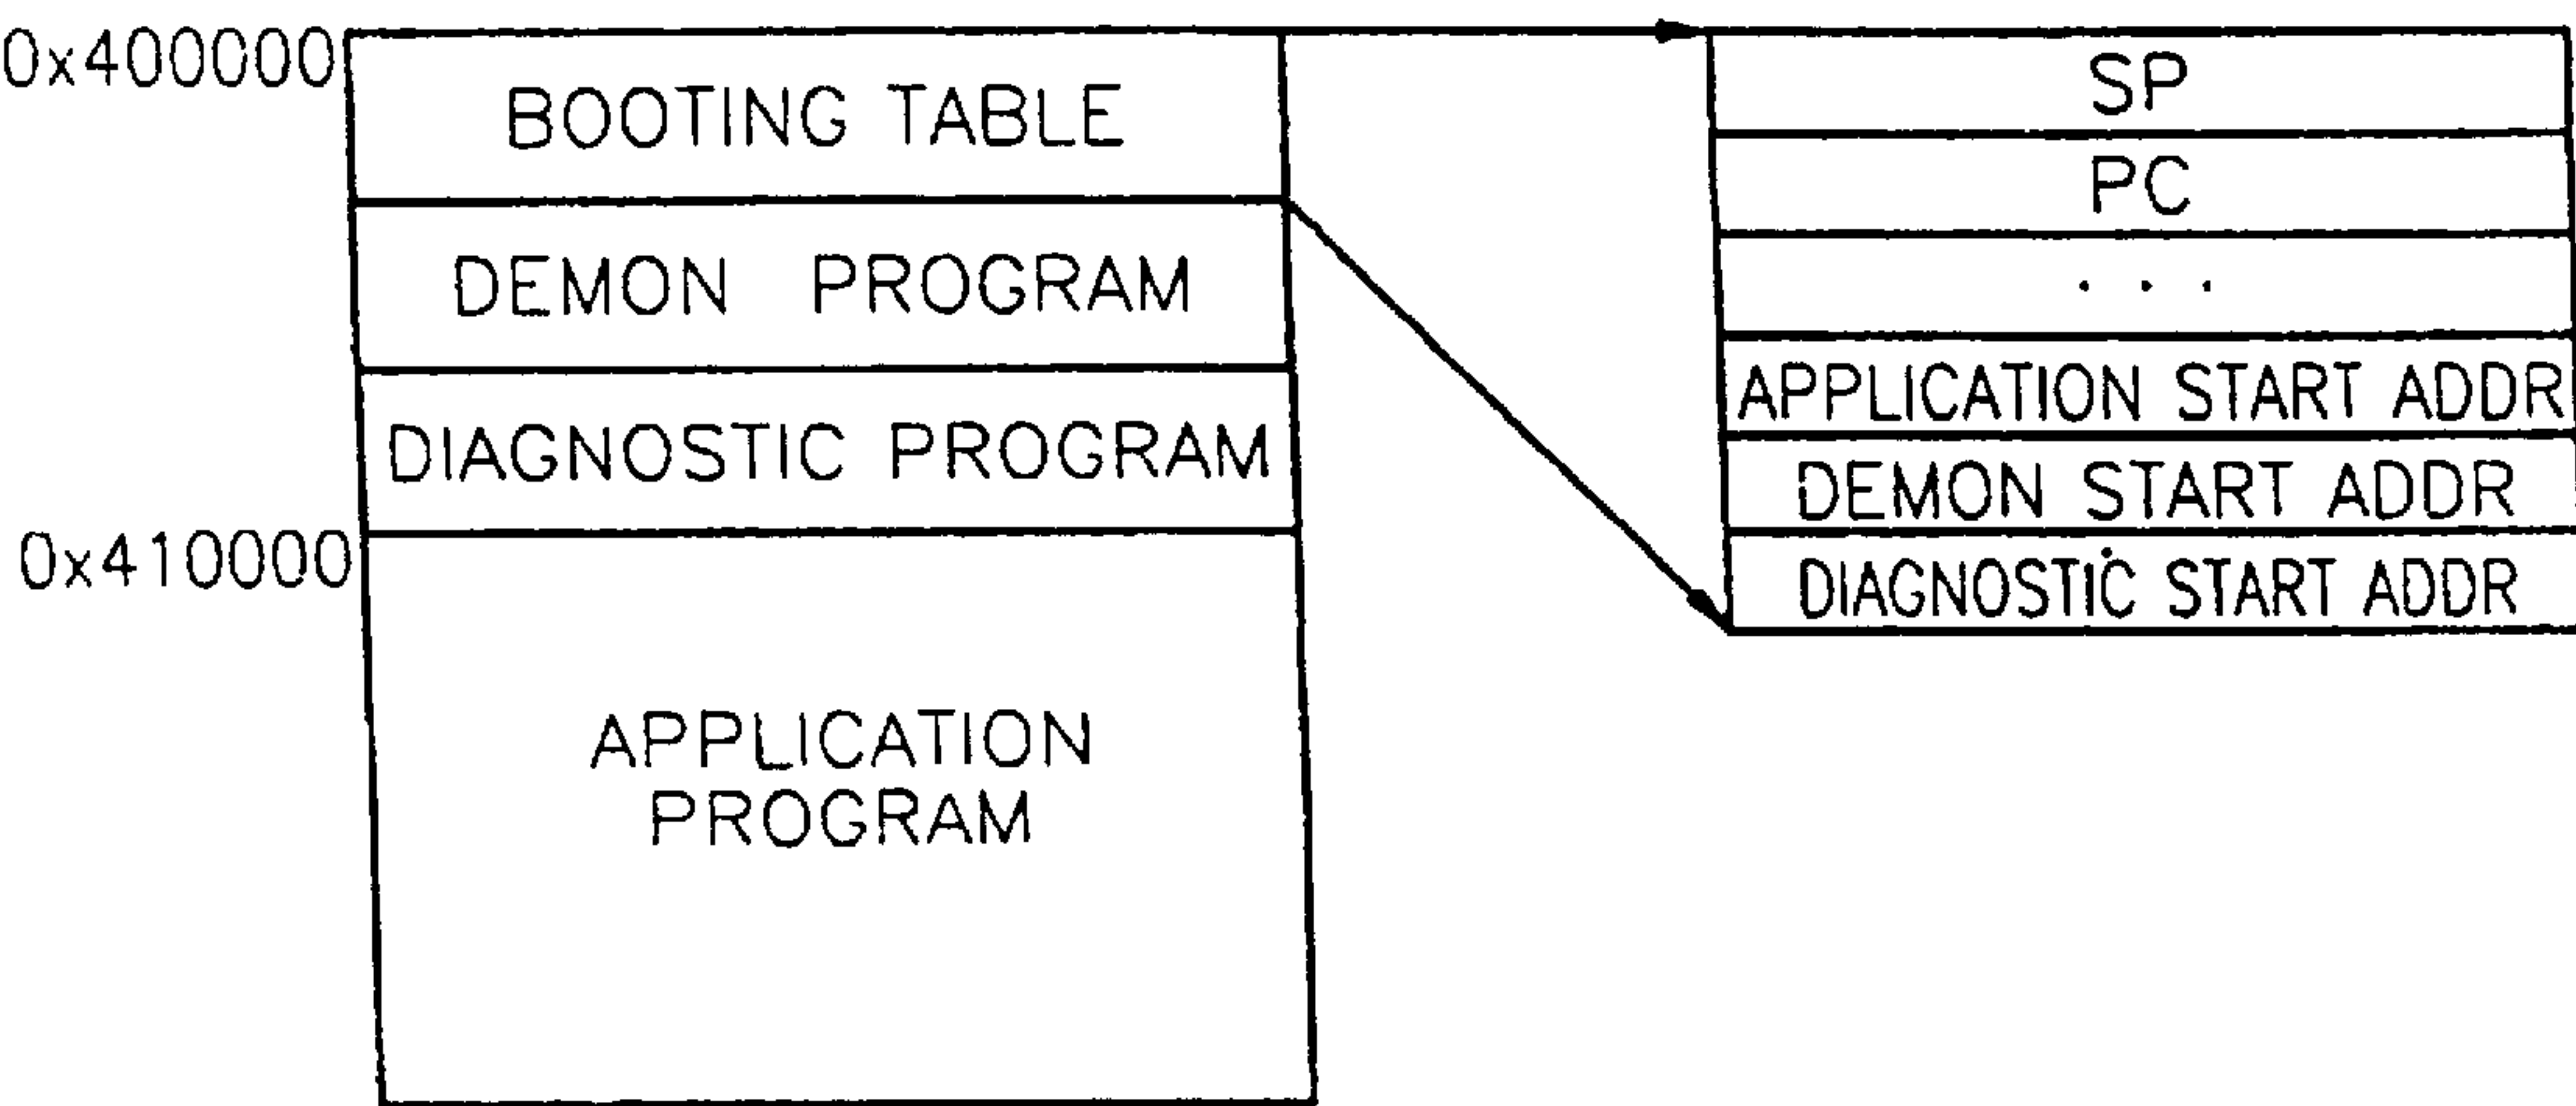 0x400000
BOOTING TABLE
DEMON PROGRAM
DIAGNOSTIC PROGRAM
0x410000
APPLICATION
PROGRAM
SP
PC
. . .
APPLICATION START ADDR
DEMON START ADDR
DIAGNOSTIC START ADDR